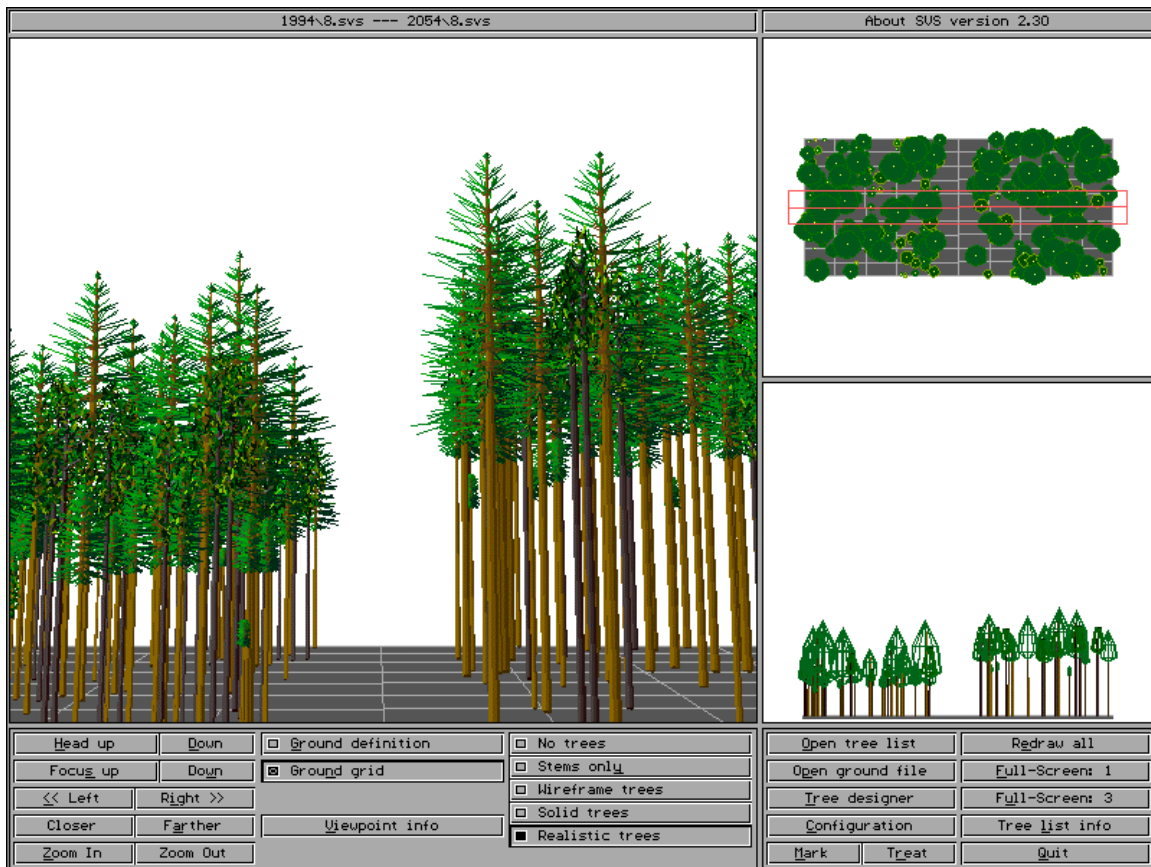 1994\8.svs --- 2054\8.svs
About SVS version 2.30
Head up
Down
Ground definition
No trees
Open tree list
Redraw all
Focus up
Down
Ground grid
Stems only
Open ground file
Full-Screen: 1
<< Left
Right >>
Wireframe trees
Tree designer
Full-Screen: 3
Closer
Farther
Viewpoint info
Solid trees
Configuration
Tree list info
Zoom In
Zoom Out
Realistic trees
Mark
Treat
Quit